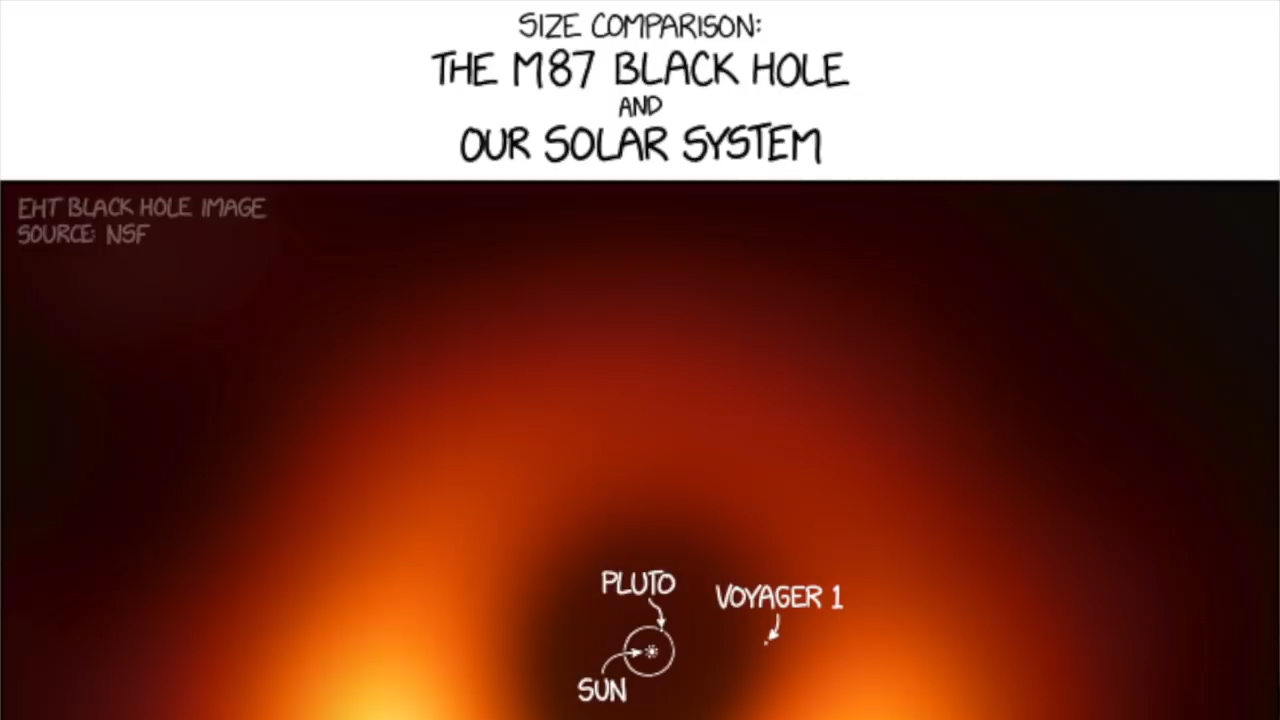 SIZE COMPARISON:
THE M87 BLACK HOLE
AND
OUR SOLAR SYSTEM
EHT BLACK HOLE IMAGE
SOURCE: NSF
PLUTO
VOYAGER 1
SUN